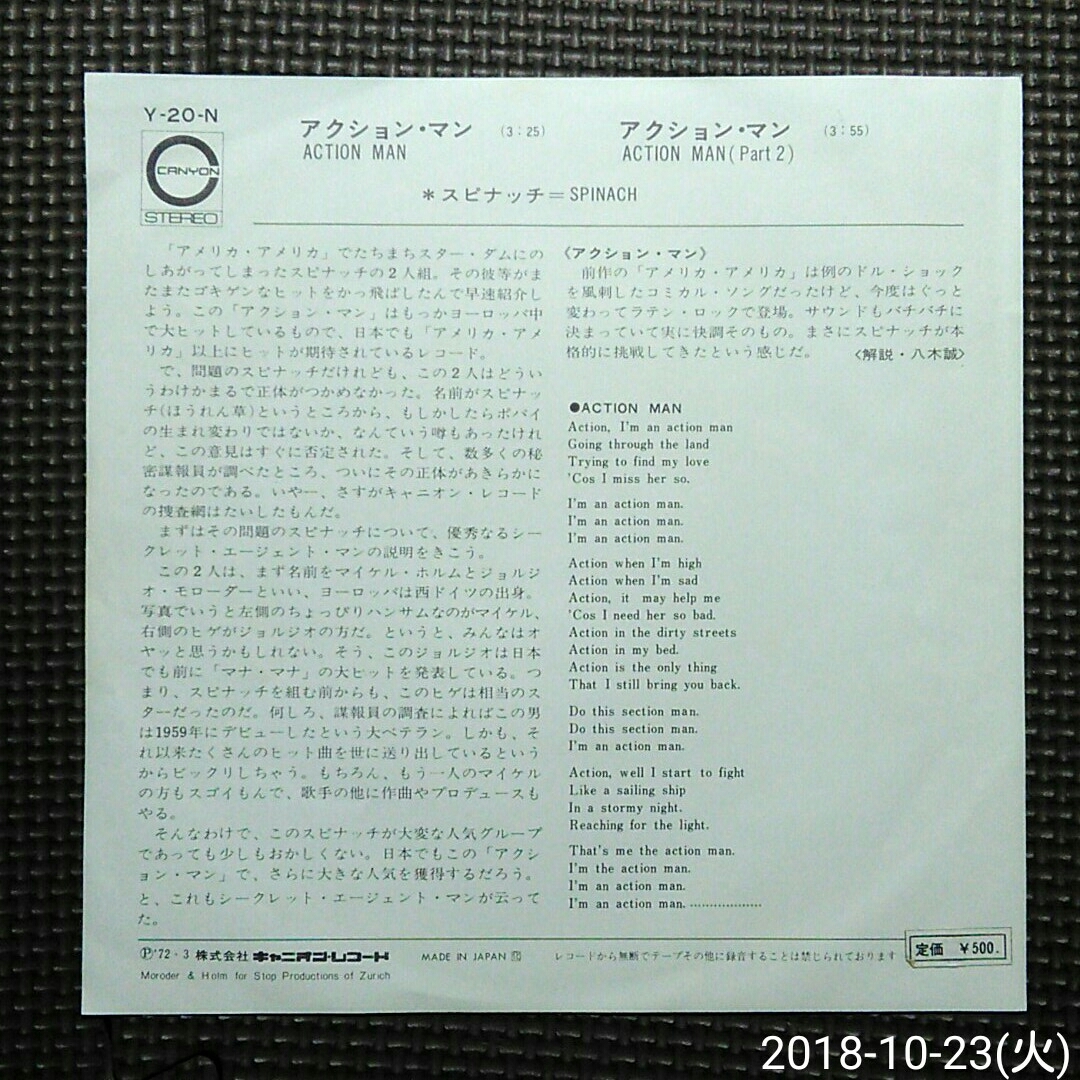 Y-20-N
CANYON
STEREO
アクション・マン (3:25)
ACTION MAN
アクション・マン (3:55)
ACTION MAN(Part 2)
*スピナッチ=SPINACH
「アメリカ・アメリカ」でたちまちスター・ダムにの
しあがってしまったスピナッチの2人組。その彼等がま
たまたゴキゲンなヒットをかっ飛ばしたんで早速紹介し
よう。この「アクション・マン」はもっかヨーロッパ中
で大ヒットしているもので、日本でも「アメリカ・アメ
リカ」以上にヒットが期待されているレコード。
で、問題のスピナッチだけれども、この2人はどうい
うわけかまるで正体がつかめなかった。名前がスピナッ
チ(ほうれん草)というところから、もしかしたらポパイ
の生まれ変わりではないか、なんていう噂もあったけれ
ど、この意見はすぐに否定された。そして、数多くの秘
密諜報員が調べたところ、ついにその正体があきらかに
なったのである。いやー、さすがキャニオン・レコード
の捜査網はたいしたもんだ。
まずはその問題のスピナッチについて、優秀なるシー
クレット・エージェント・マンの説明をきこう。
この2人は、まず名前をマイケル・ホルムとジョルジ
オ・モローダーといい、ヨーロッパは西ドイツの出身。
写真でいうと左側のちょっぴりハンサムなのがマイケル、
右側のヒゲがジョルジオの方だ。というと、みんなはオ
ヤッと思うかもしれない。そう、このジョルジオは日本
でも前に「マナ・マナ」の大ヒットを発表している。つ
まり、スピナッチを組む前からも、このヒゲは相当のス
ターだったのだ。何しろ、諜報員の調査によればこの男
は1959年にデビューしたという大ベテラン。しかも、そ
れ以来たくさんのヒット曲を世に送り出しているという
からビックリしちゃう。もちろん、もう一人のマイケル
の方もスゴイもんで、歌手の他に作曲やプロデュースも
やる。
そんなわけで、このスピナッチが大変な人気グループ
であっても少しもおかしくない。日本でもこの「アクシ
ョン・マン」で、さらに大きな人気を獲得するだろう。
と、これもシークレット・エージェント・マンが云って
た。
《アクション・マン》
前作の「アメリカ・アメリカ」は例のドル・ショック
を風刺したコミカル・ソングだったけど、今度はぐっと
変わってラテン・ロックで登場。サウンドもバチバチに
決まっていて実に快調そのもの。まさにスピナッチが本
格的に挑戦してきたという感じだ。 〈解説・八木誠〉
●ACTION MAN
Action, I'm an action man
Going through the land
Trying to find my love
'Cos I miss her so.
I'm an action man.
I'm an action man.
I'm an action man.
Action when I'm high
Action when I'm sad
Action, it may help me
'Cos I need her so bad.
Action in the dirty streets
Action in my bed.
Action is the only thing
That I still bring you back.
Do this section man.
Do this section man.
I'm an action man.
Action, well I start to fight
Like a sailing ship
In a stormy night.
Reaching for the light.
That's me the action man.
I'm the action man.
I'm an action man.
I'm an action man. ………………
Ⓟ'72・3 株式会社 キャニオン・レコード MADE IN JAPAN レコードから無断でテープその他に録音することは禁じられております
定価 ¥500.
Moroder & Holm for Stop Productions of Zurich
2018-10-23(火)